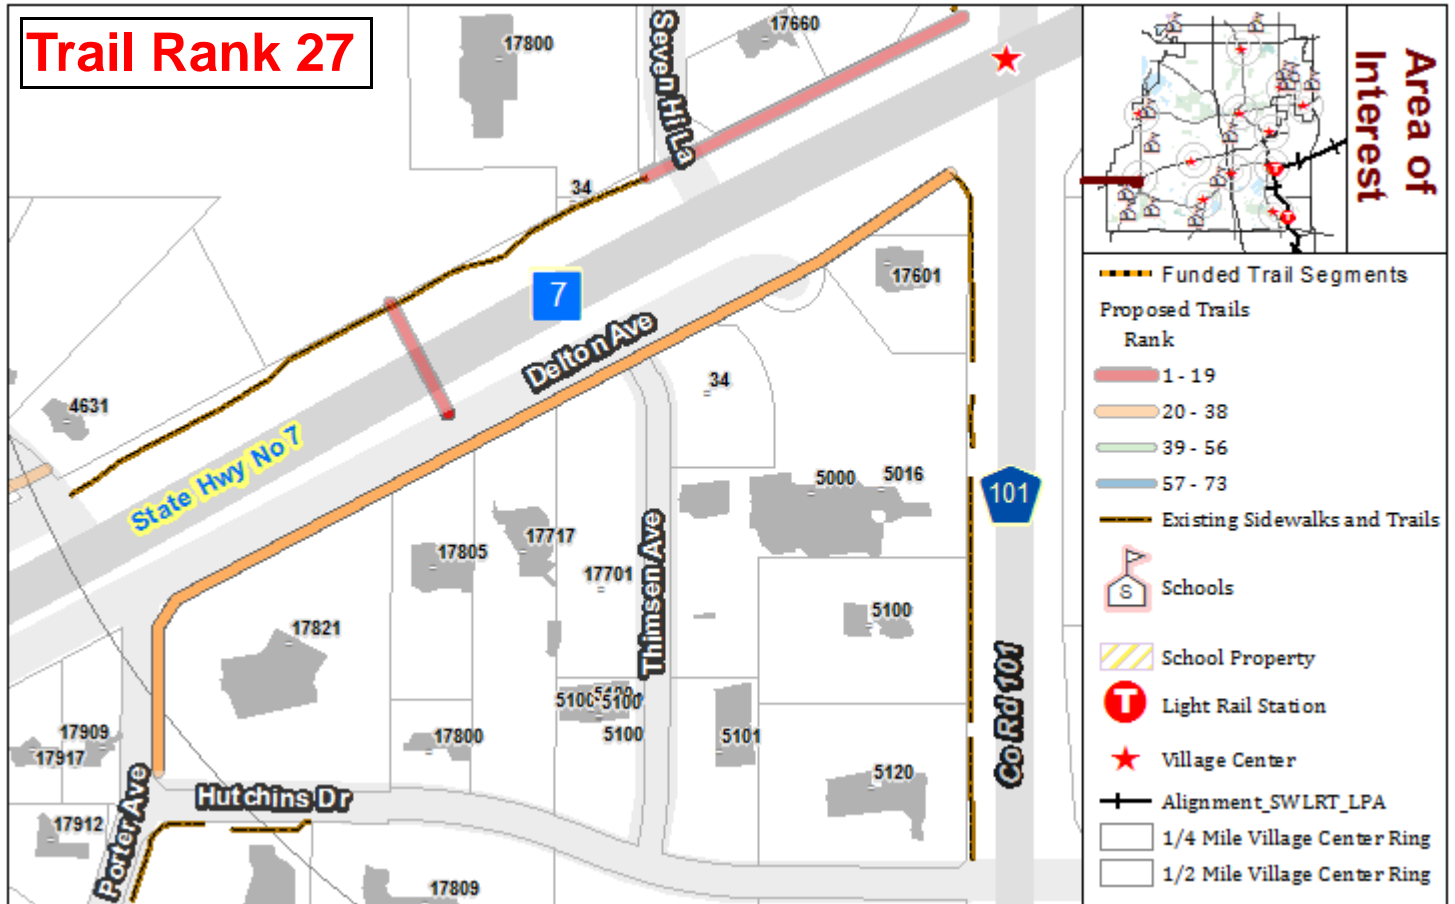 Trail Rank 27
17800
Seven Hi La
17660
34
7
17601
Delton Ave
34
4631
State Hwy No 7
5000
5016
101
17717
17805
17701
Thimsen Ave
5100
17821
5100
5100
5100
5100
5101
17909
17917
17800
Co Rd 101
5120
Hutchins Dr
Porter Ave
17912
17809
Area of
Interest
T
T
Funded Trail Segments
Proposed Trails
Rank
1 - 19
20 - 38
39 - 56
57 - 73
Existing Sidewalks and Trails
S
Schools
School Property
T
Light Rail Station
Village Center
Alignment_SWLRT_LPA
1/4 Mile Village Center Ring
1/2 Mile Village Center Ring